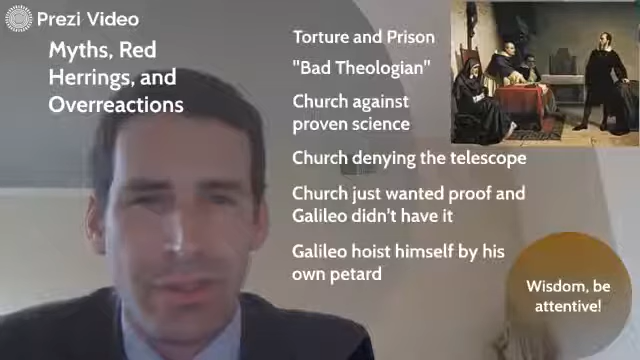 Prezi Video
Myths, Red
Herrings, and
Overreactions
Torture and Prison
"Bad Theologian"
Church against
proven science
Church denying the telescope
Church just wanted proof and
Galileo didn't have it
Galileo hoist himself by his
own petard
Wisdom, be
attentive!